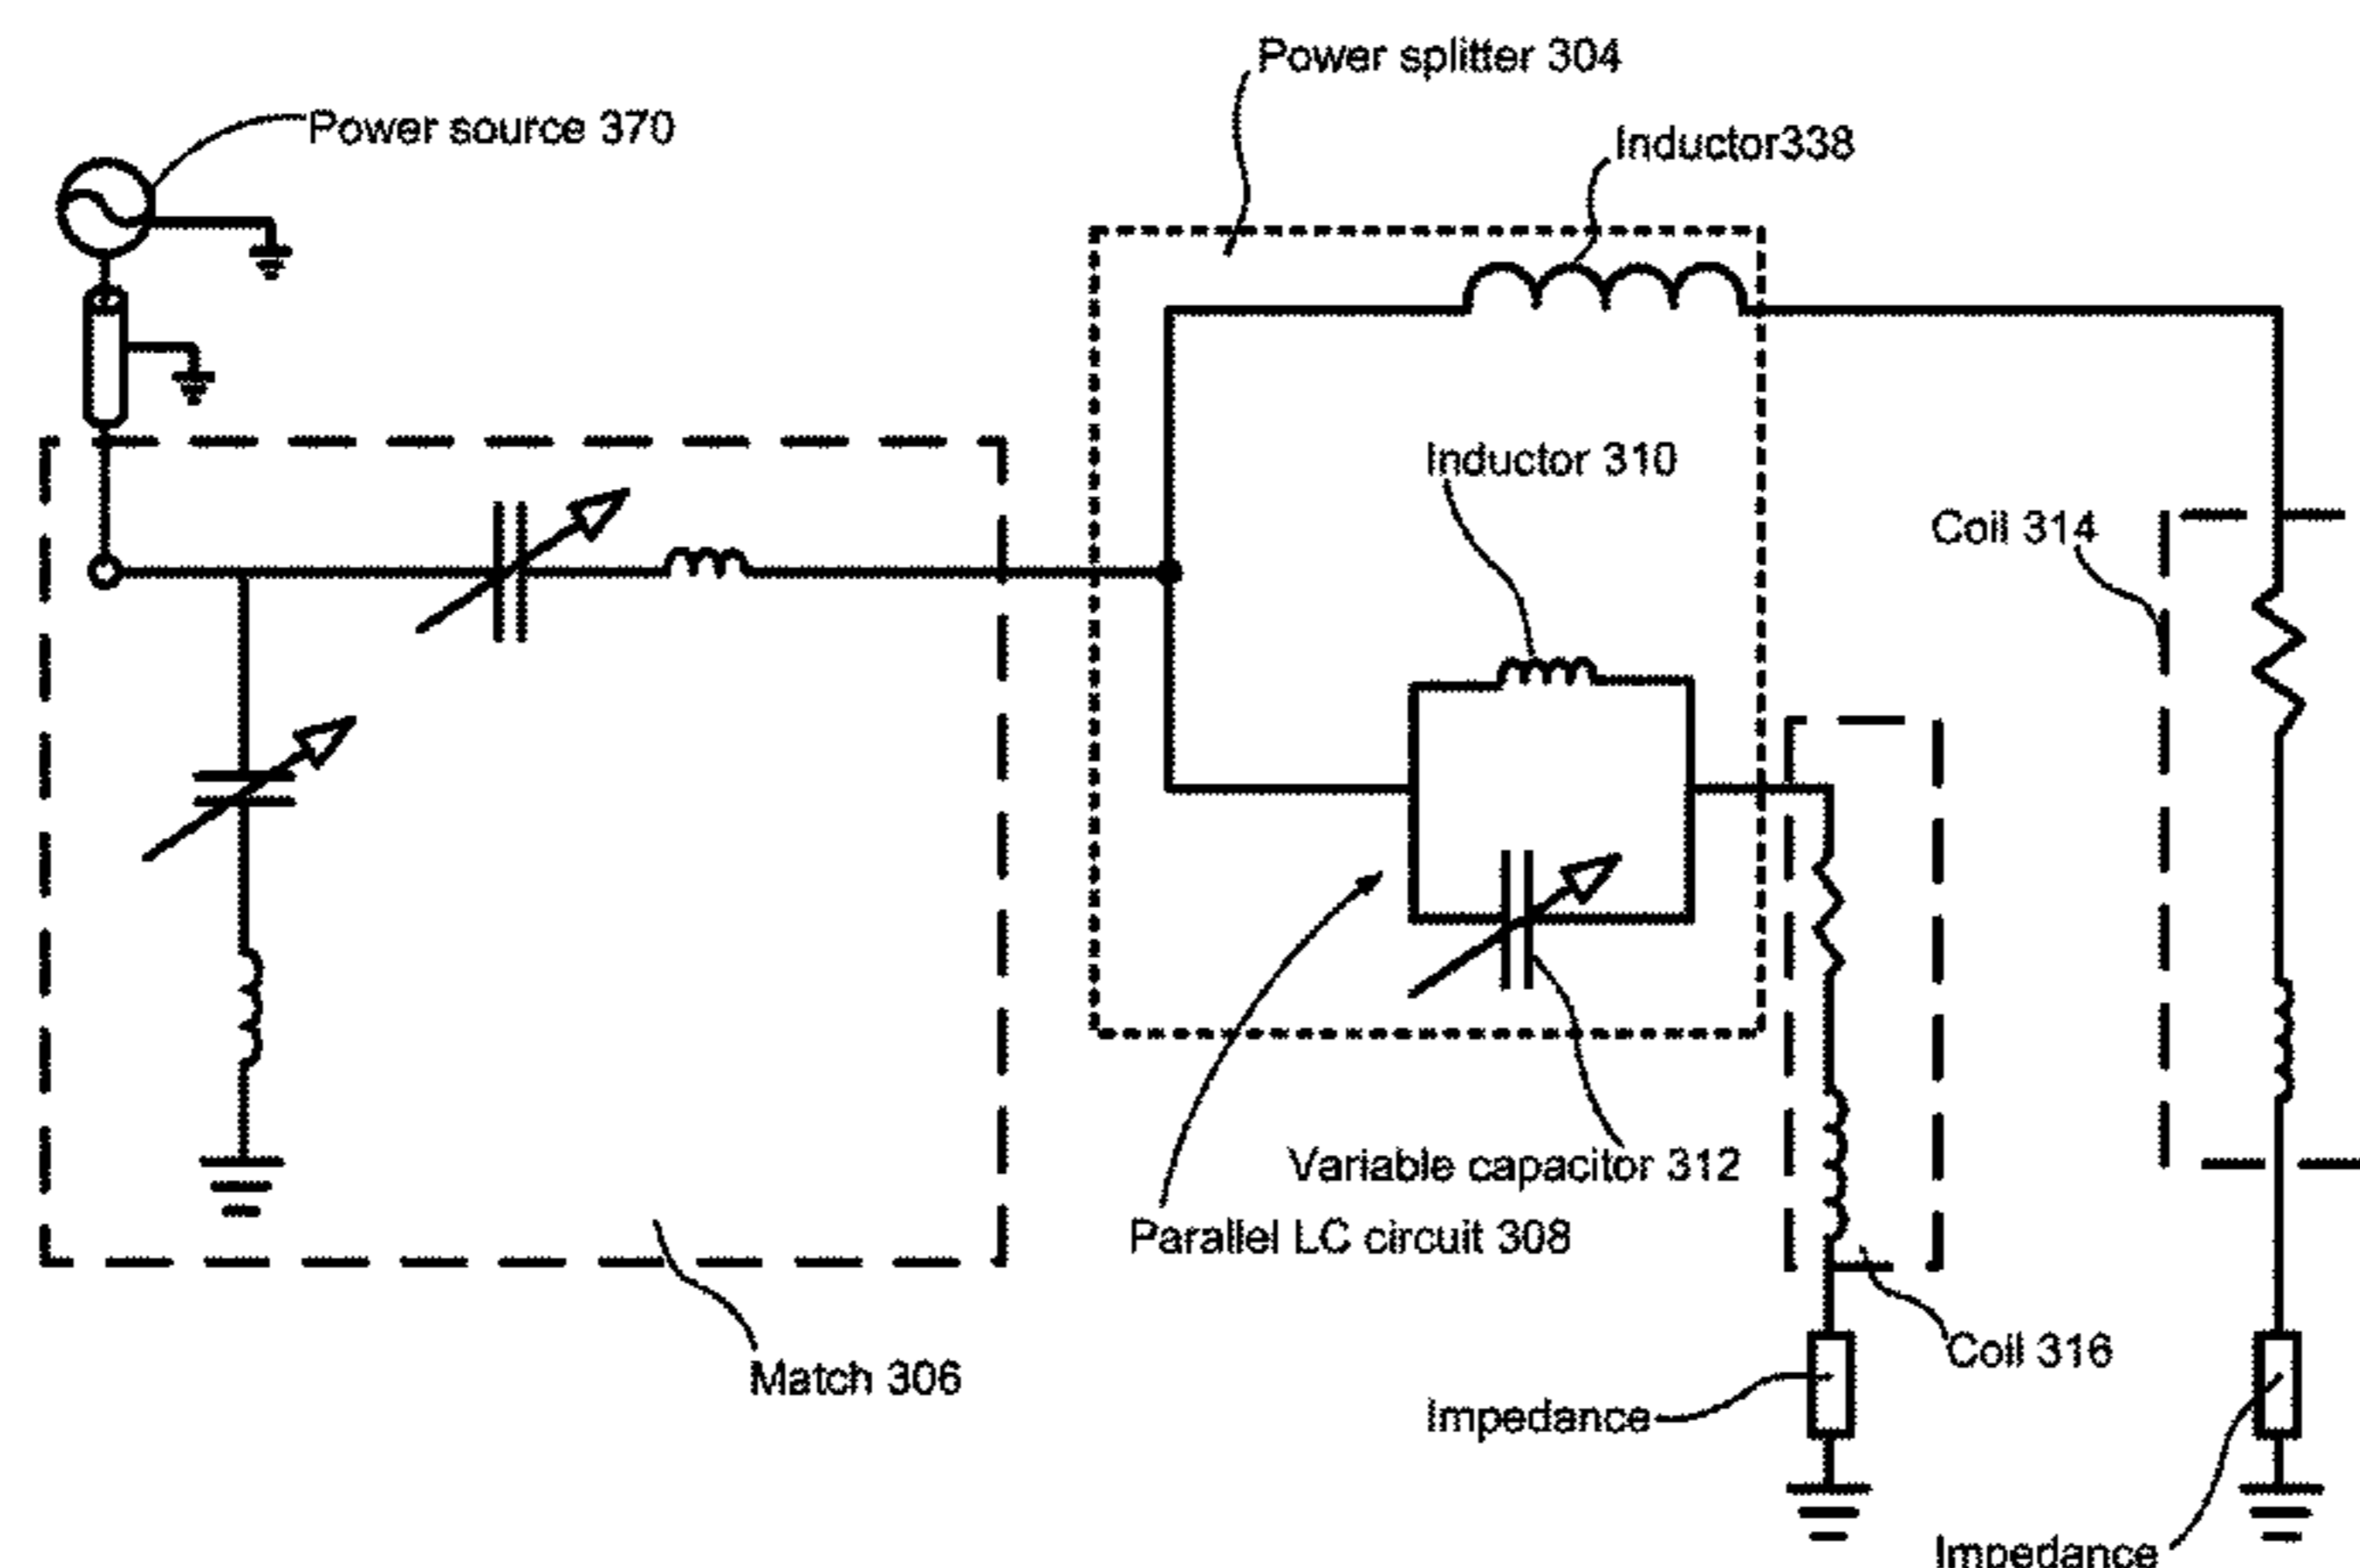 Power splitter 304
Power source 370
Inductor338
Inductor 310
Coil 314
Variable capacitor 312
Parallel LC circuit 308
Coil 316
Match 306
Impedance
Impedance